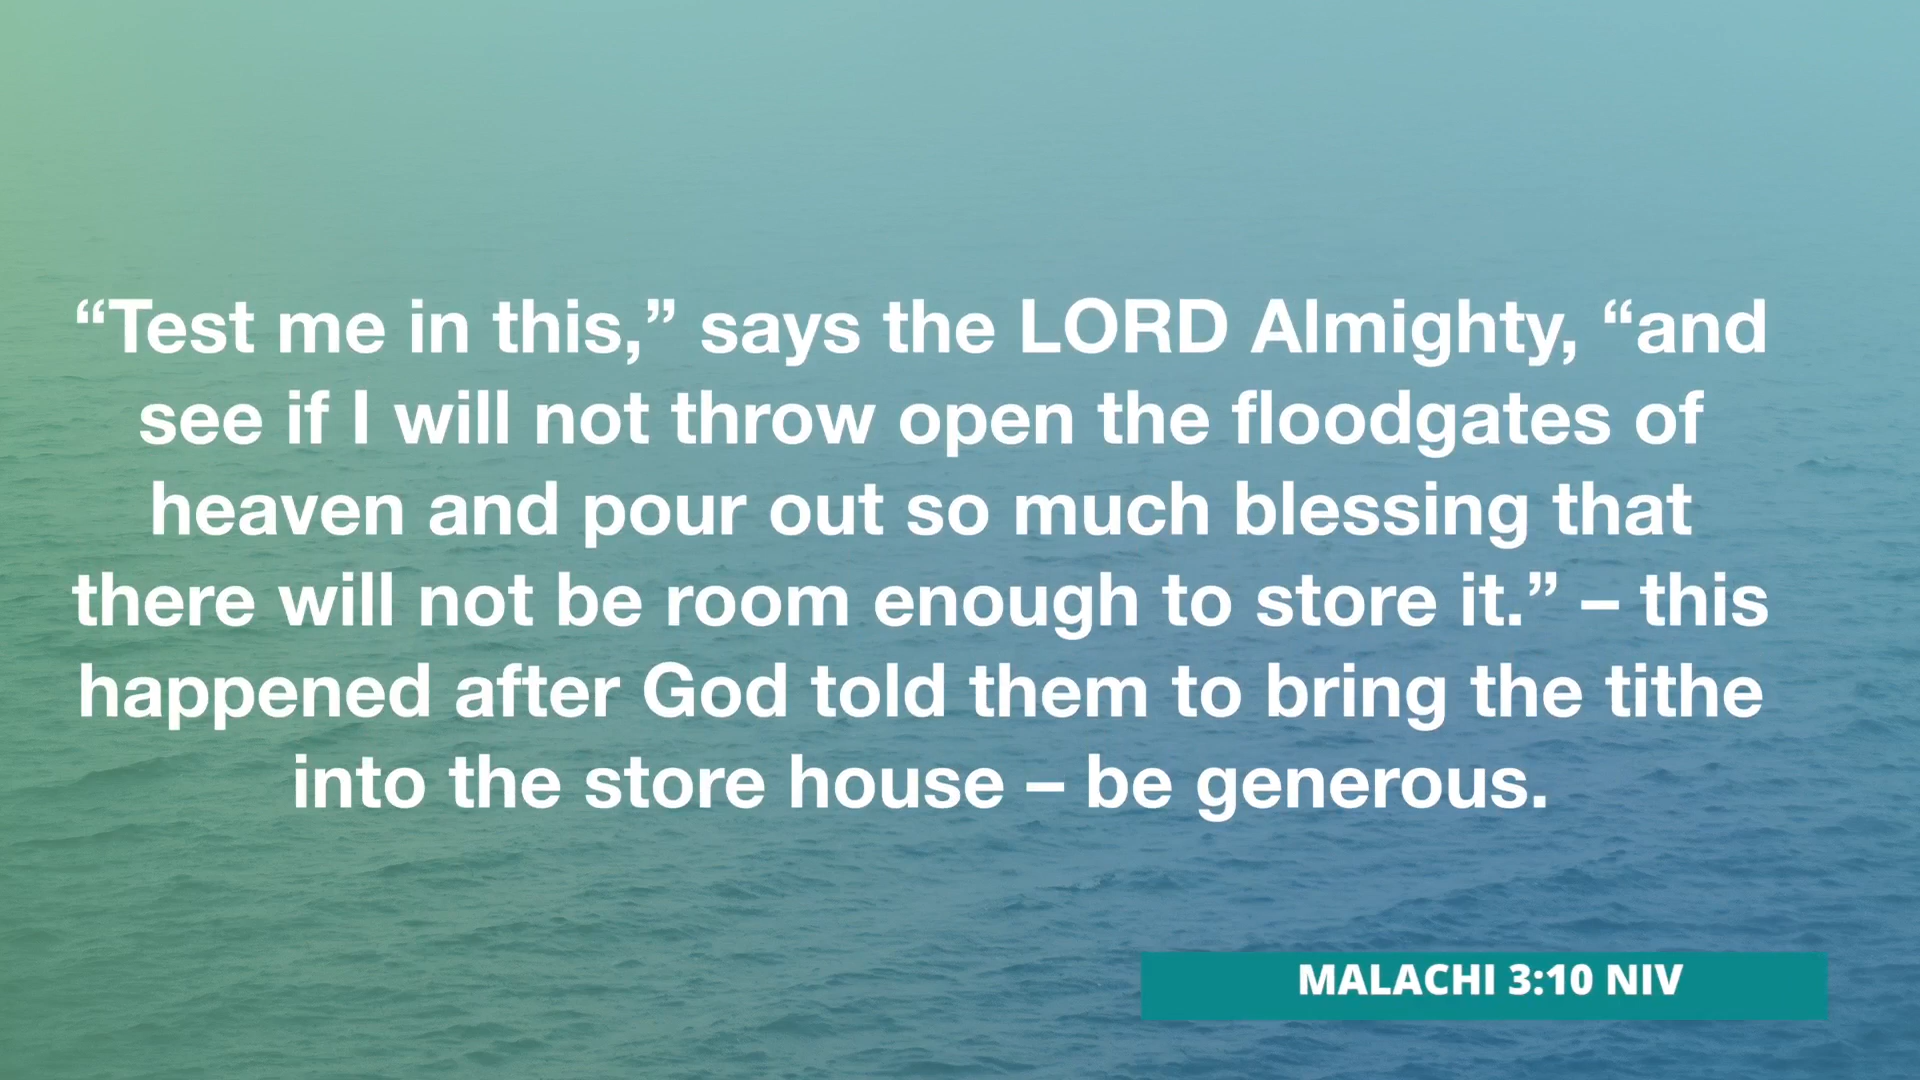 “Test me in this,” says the LORD Almighty, “and
see if I will not throw open the floodgates of
heaven and pour out so much blessing that
there will not be room enough to store it.” – this
happened after God told them to bring the tithe
into the store house – be generous.
MALACHI 3:10 NIV